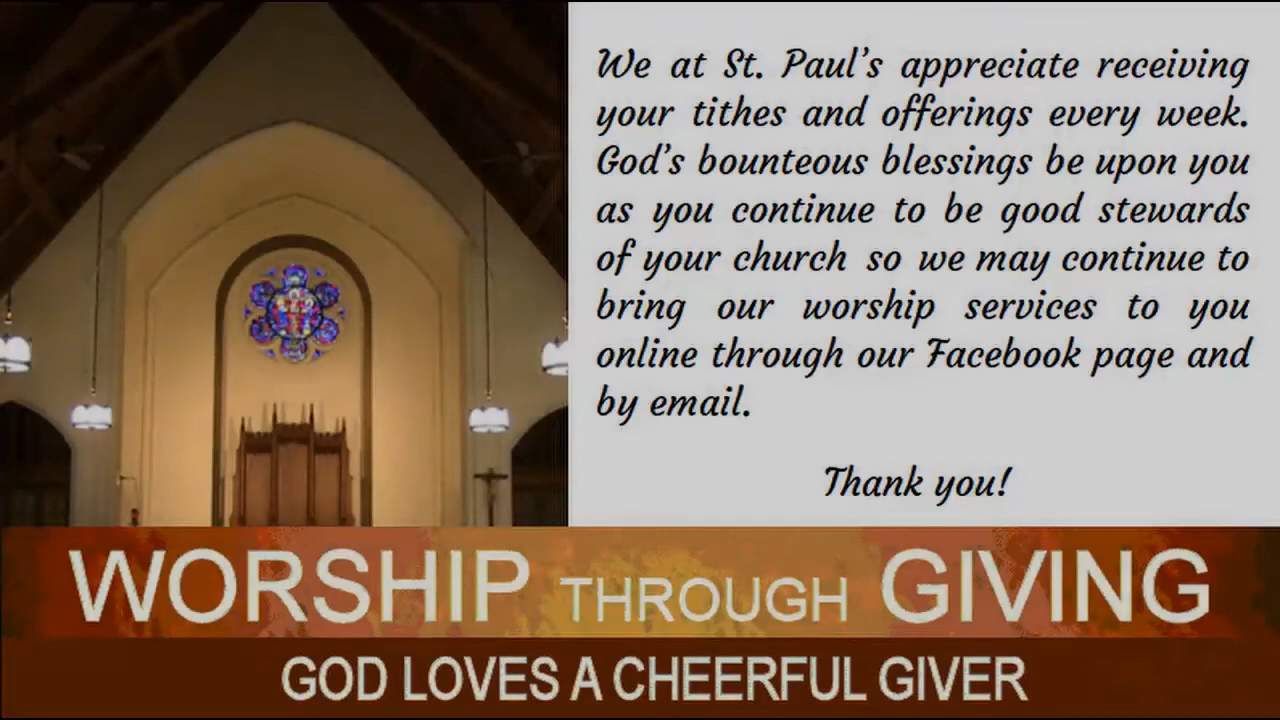 We at St. Paul's appreciate receiving
your tithes and offerings every week.
God's bounteous blessings be upon you
as you continue to be good stewards
of your church so we may continue to
bring our worship services to you
online through our Facebook page and
by email.
Thank you!
WORSHIP THROUGH GIVING
GOD LOVES A CHEERFUL GIVER